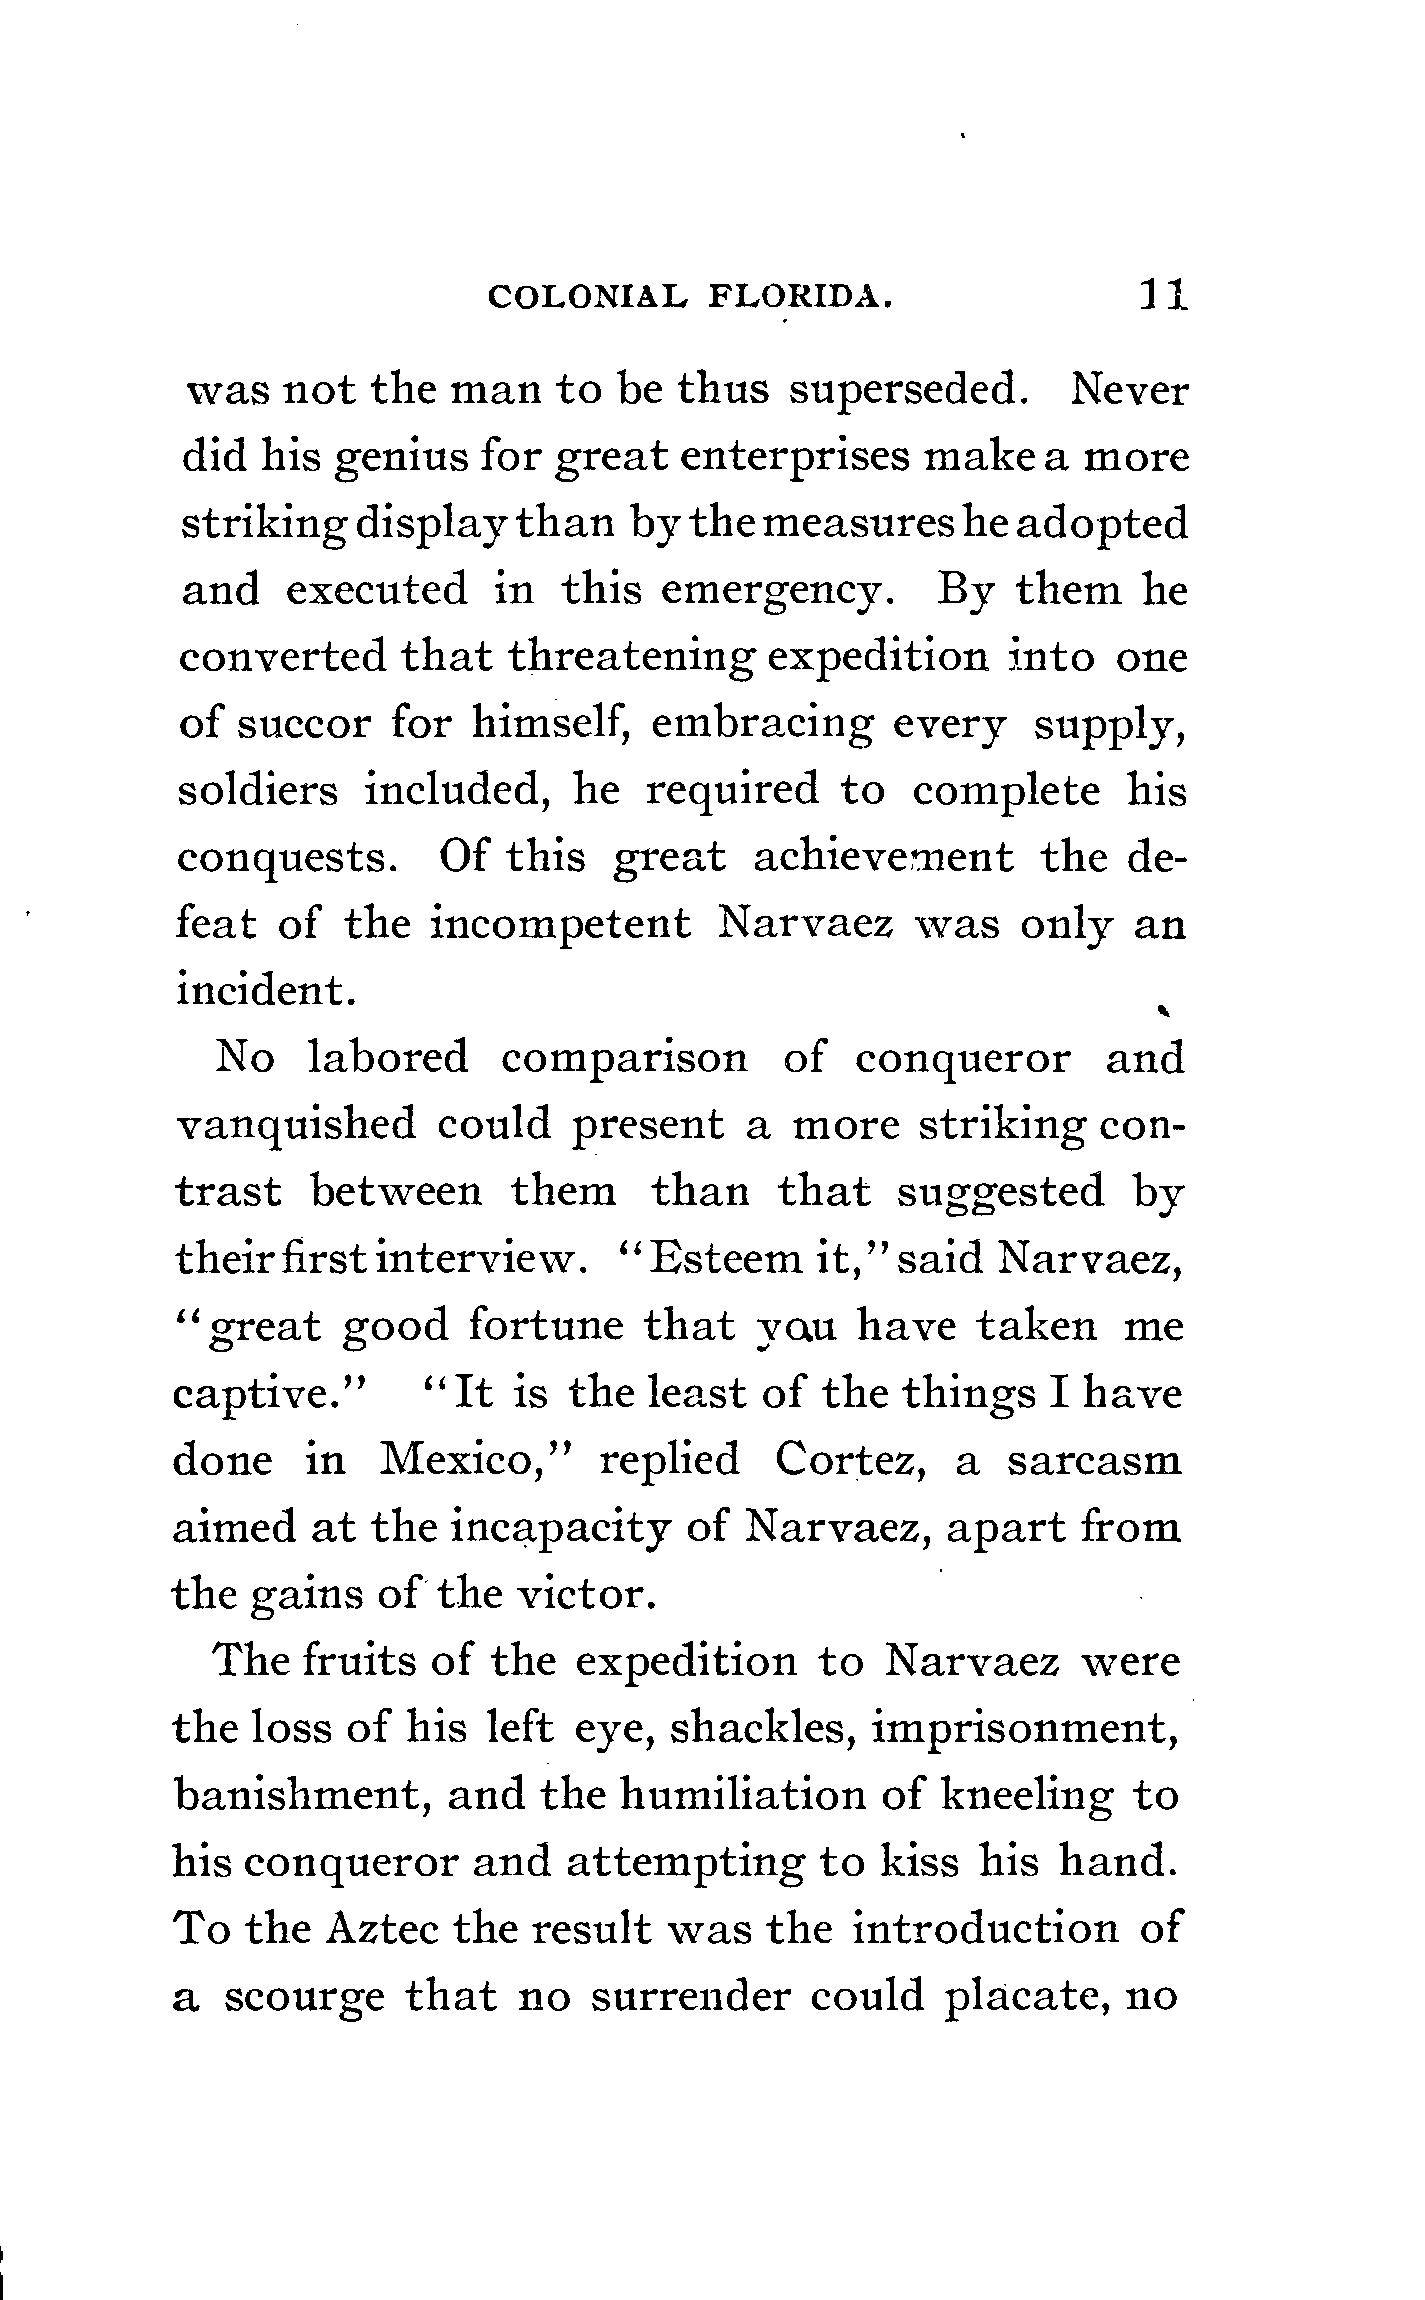 COLONIAL FLORIDA. 11
was not the man to be thus superseded. Never
did his genius for great enterprises make a more
striking display than by the measures he adopted
and executed in this emergency. By them he
converted that threatening expedition into one
of succor for himself, embracing every supply,
soldiers included, he required to complete his
conquests. Of this great achievement the de-
feat of the incompetent Narvaez was only an
incident.
No labored comparison of conqueror and
vanquished could present a more striking con-
trast between them than that suggested by
their first interview. "Esteem it," said Narvaez,
"great good fortune that you have taken me
captive." "It is the least of the things I have
done in Mexico," replied Cortez, a sarcasm
aimed at the incapacity of Narvaez, apart from
the gains of the victor.
The fruits of the expedition to Narvaez were
the loss of his left eye, shackles, imprisonment,
banishment, and the humiliation of kneeling to
his conqueror and attempting to kiss his hand.
To the Aztec the result was the introduction of
a scourge that no surrender could placate, no